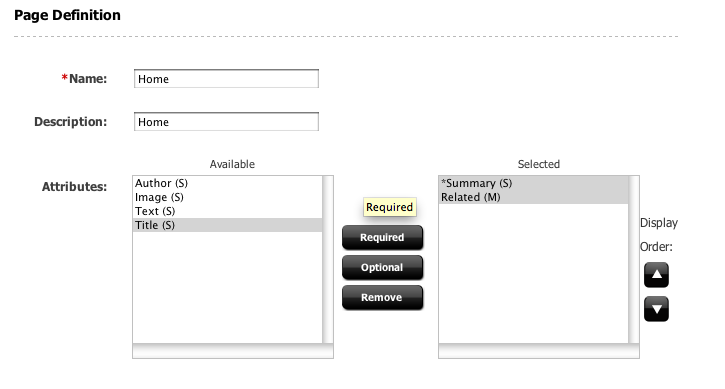 Page Definition
*Name: Home
Description: Home
Available Selected
Attributes:
Author (S)
Image (S)
Text (S)
Title (S)
Required
Required
Optional
Remove
*Summary (S)
Related (M)
Display
Order: